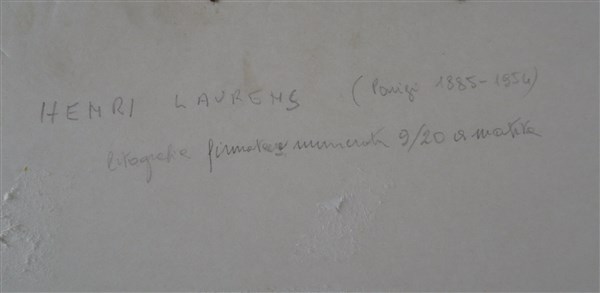 HENRI LAURENS (Parigi 1885-1954)
litografia firmata e numerata 9/20 a matita